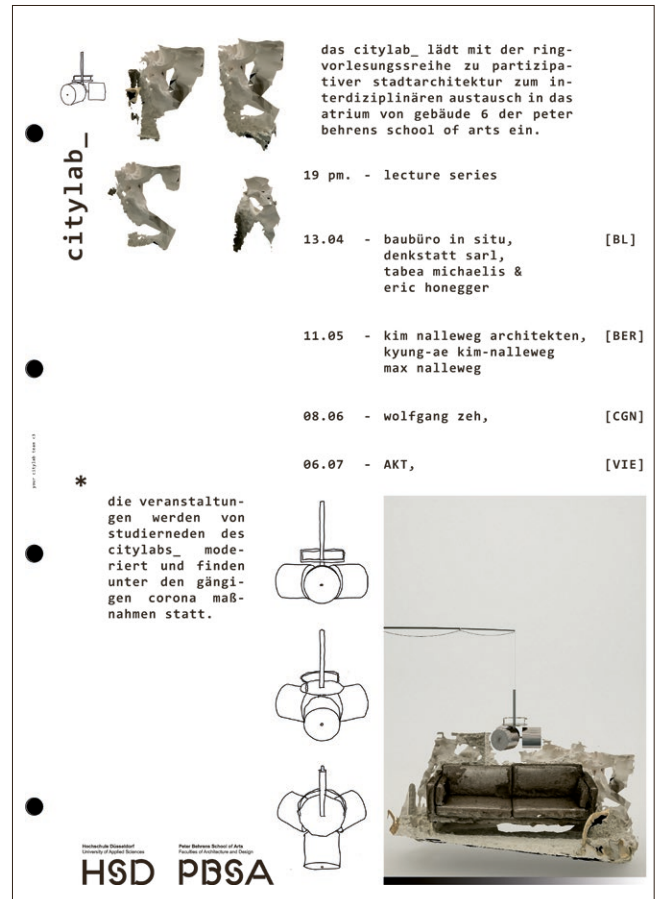 das citylab_ lädt mit der ring-
vorlesungssreihe zu partizipa-
tiver stadtarchitektur zum in-
terdiziplinären austausch in das
atrium von gebäude 6 der peter
behrens school of arts ein.
P B
S A
citylab_
19 pm. - lecture series
13.04 - baubüro in situ, [BL]
denkstatt sarl,
tabea michaelis &
eric honegger
11.05 - kim nalleweg architekten, [BER]
kyung-ae kim-nalleweg
max nalleweg
08.06 - wolfgang zeh, [CGN]
06.07 - AKT, [VIE]
your citylab team <3
*
die veranstaltun-
gen werden von
studierneden des
citylabs_ mode-
riert und finden
unter den gängi-
gen corona maß-
nahmen statt.
Hochschule Düsseldorf
University of Applied Sciences
HSD
Peter Behrens School of Arts
Faculties of Architecture and Design
PBSA